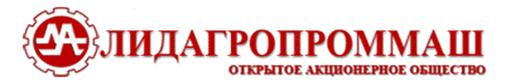 ЛИДАГРОПРОММАШ
ОТКРЫТОЕ АКЦИОНЕРНОЕ ОБЩЕСТВО